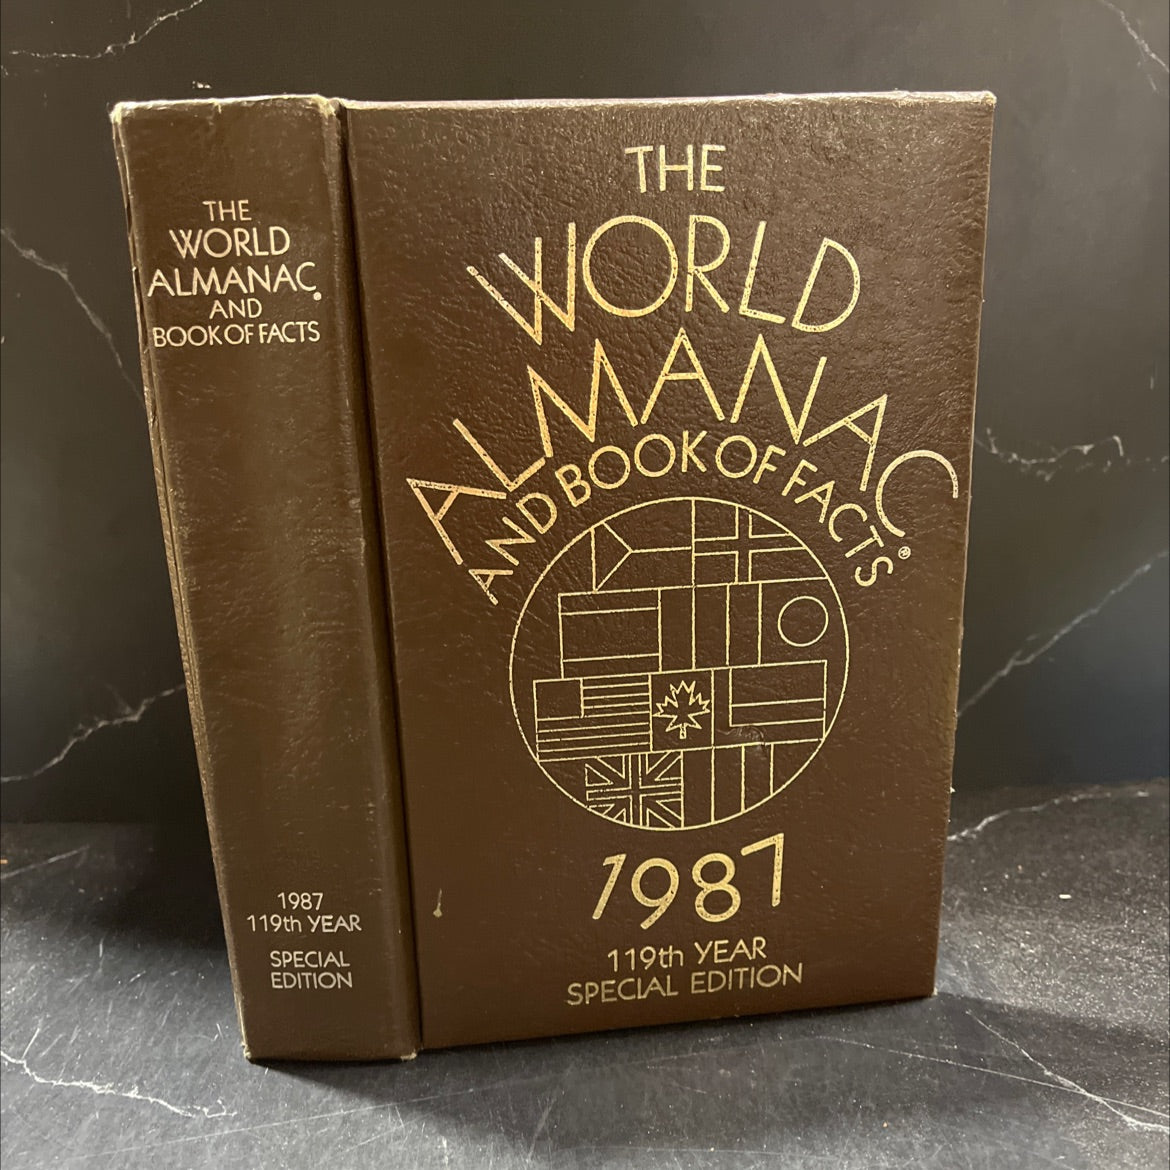 THE
WORLD
ALMANAC®
AND
BOOK OF FACTS
1987
119th YEAR
SPECIAL
EDITION
THE
WORLD
ALMANAC®
AND BOOK OF FACTS
1987
119th YEAR
SPECIAL EDITION